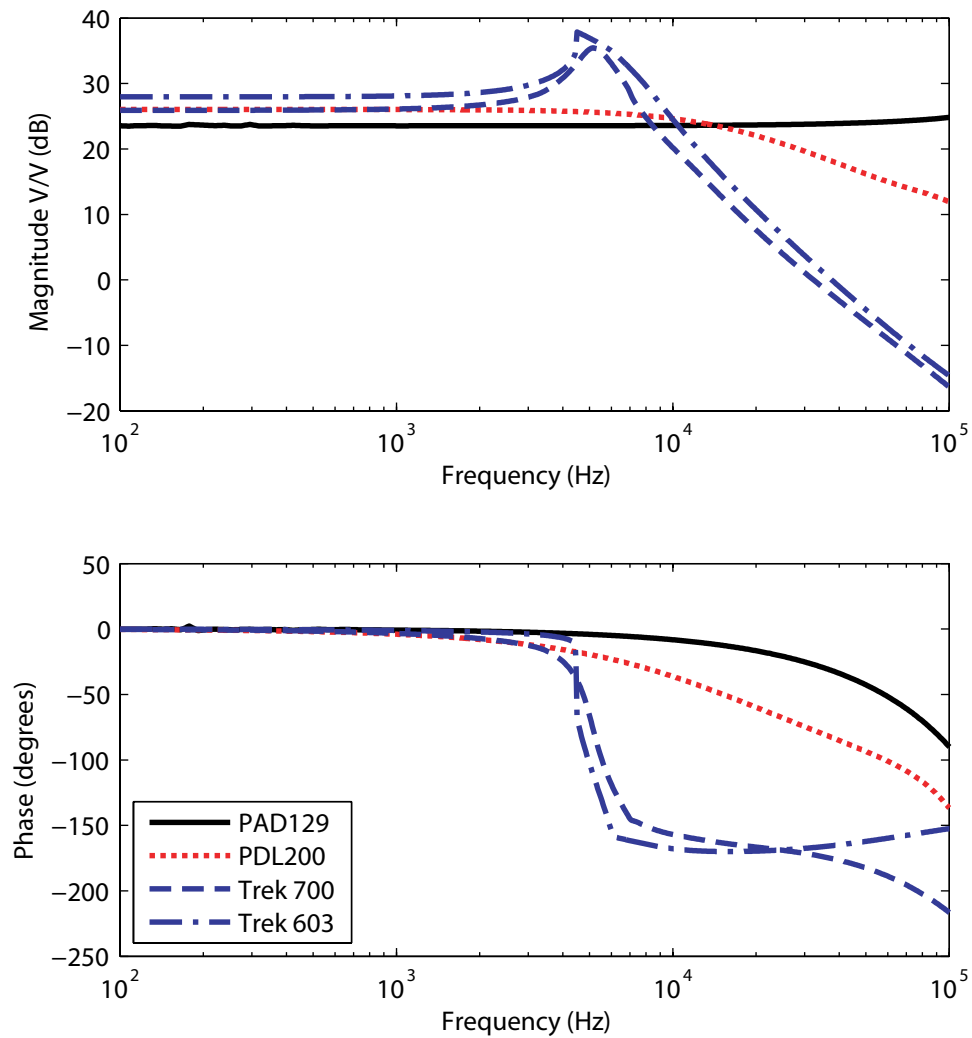 40
30
20
10
0
−10
−20
Magnitude V/V (dB)
10^2
10^3
10^4
10^5
Frequency (Hz)
50
0
−50
−100
−150
−200
−250
Phase (degrees)
PAD129
PDL200
Trek 700
Trek 603
10^2
10^3
10^4
10^5
Frequency (Hz)